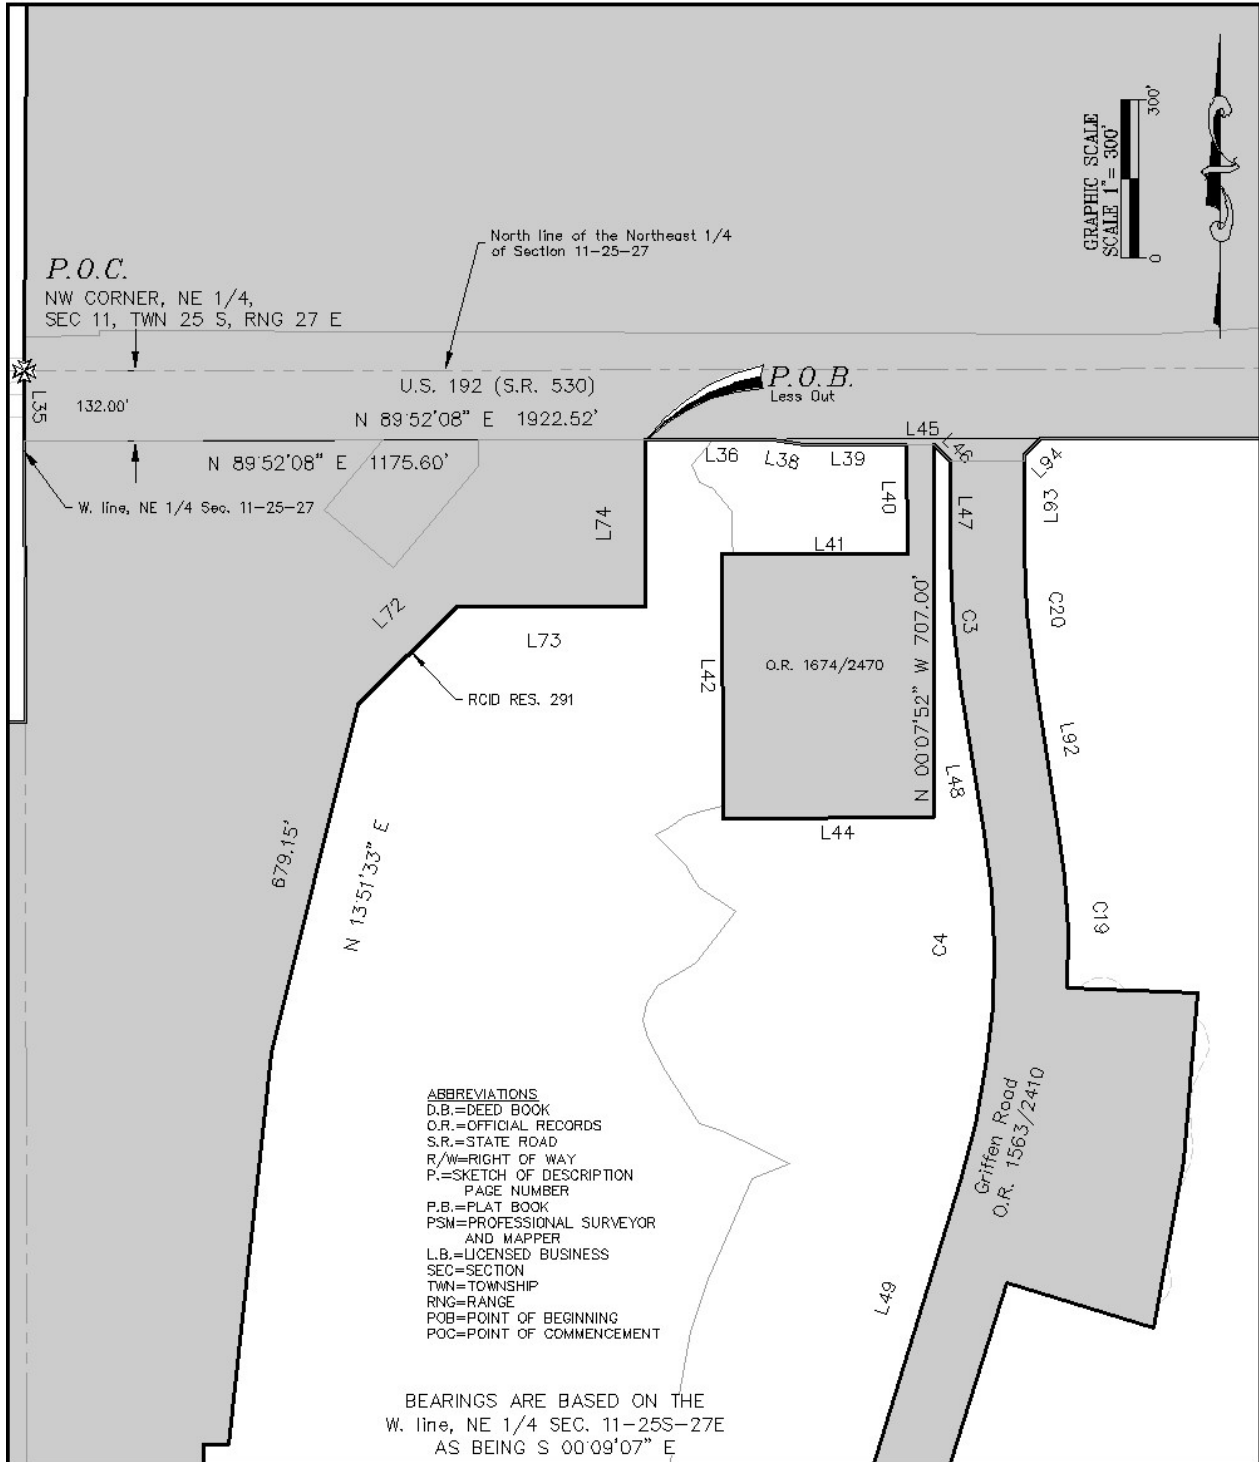 GRAPHIC SCALE
SCALE 1"= 300'
0
300'
North line of the Northeast 1/4
of Section 11-25-27
P.O.C.
NW CORNER, NE 1/4,
SEC 11, TWN 25 S, RNG 27 E
L35
132.00'
U.S. 192 (S.R. 530)
N 89°52'08" E 1922.52'
P.O.B.
Less Out
N 89°52'08" E 1175.60'
W. line, NE 1/4 Sec. 11-25-27
L45
L46
L36
L38
L39
L94
L40
L47
L93
L74
L41
L72
L73
C3
C20
RCID RES. 291
L42
O.R. 1674/2470
N 00°07'52" W 707.00'
L92
L48
L44
679.15'
N 13°51'33" E
C4
C19
Griffen Road
O.R. 1563/2410
L49
ABBREVIATIONS
D.B.=DEED BOOK
O.R.=OFFICIAL RECORDS
S.R.=STATE ROAD
R/W=RIGHT OF WAY
P.=SKETCH OF DESCRIPTION
PAGE NUMBER
P.B.=PLAT BOOK
PSM=PROFESSIONAL SURVEYOR
AND MAPPER
L.B.=LICENSED BUSINESS
SEC=SECTION
TWN=TOWNSHIP
RNG=RANGE
POB=POINT OF BEGINNING
POC=POINT OF COMMENCEMENT
BEARINGS ARE BASED ON THE
W. line, NE 1/4 SEC. 11-25S-27E
AS BEING S 00°09'07" E